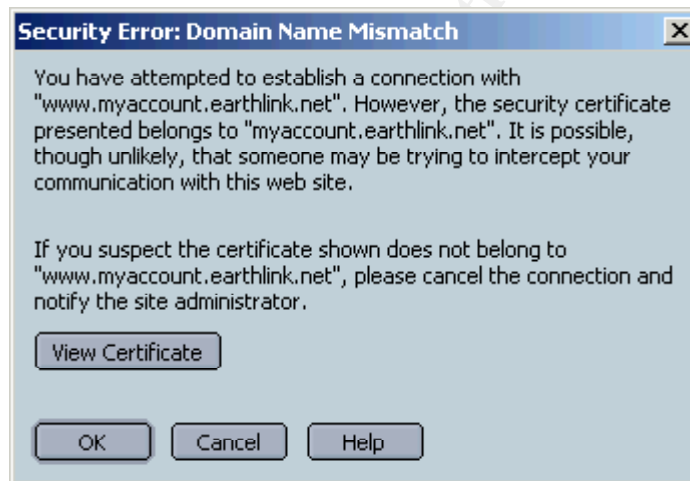 Security Error: Domain Name Mismatch
You have attempted to establish a connection with
"www.myaccount.earthlink.net". However, the security certificate
presented belongs to "myaccount.earthlink.net". It is possible,
though unlikely, that someone may be trying to intercept your
communication with this web site.
If you suspect the certificate shown does not belong to
"www.myaccount.earthlink.net", please cancel the connection and
notify the site administrator.
View Certificate
OK Cancel Help